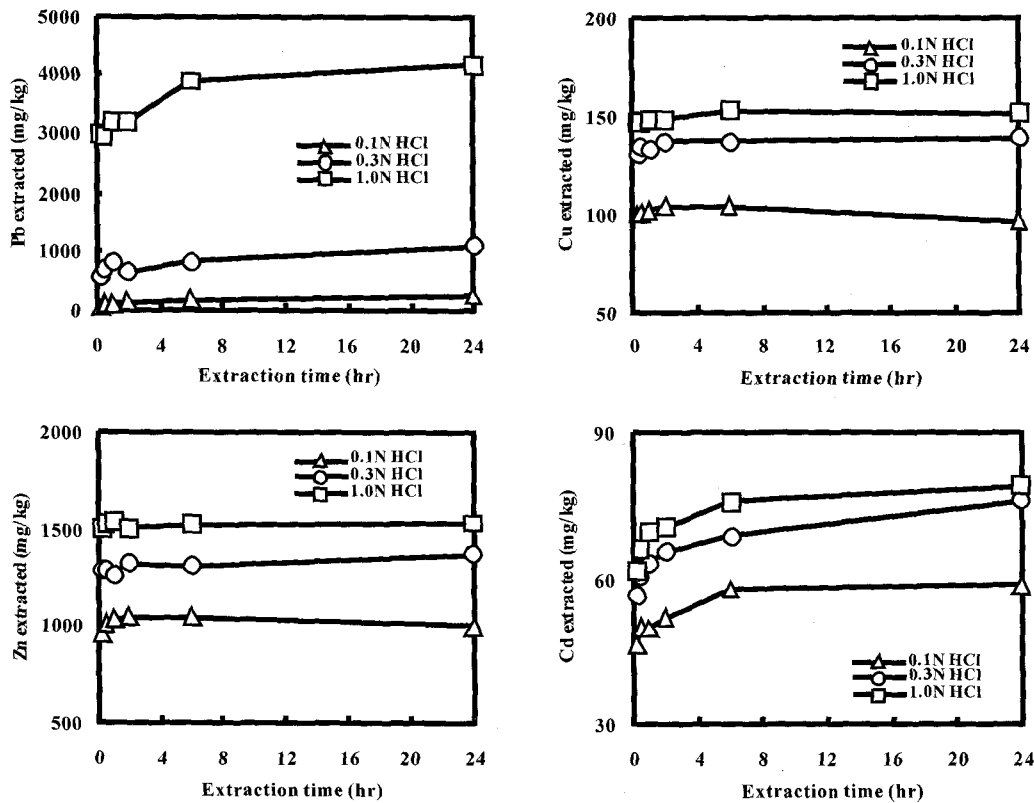 5000
4000
3000
2000
1000
0
Pb extracted (mg/kg)
0.1N HCl
0.3N HCl
1.0N HCl
0 4 8 12 16 20 24
Extraction time (hr)
200
150
100
50
Cu extracted (mg/kg)
0.1N HCl
0.3N HCl
1.0N HCl
0 4 8 12 16 20 24
Extraction time (hr)
2000
1500
1000
500
Zn extracted (mg/kg)
0.1N HCl
0.3N HCl
1.0N HCl
0 4 8 12 16 20 24
Extraction time (hr)
90
60
30
Cd extracted (mg/kg)
0.1N HCl
0.3N HCl
1.0N HCl
0 4 8 12 16 20 24
Extraction time (hr)